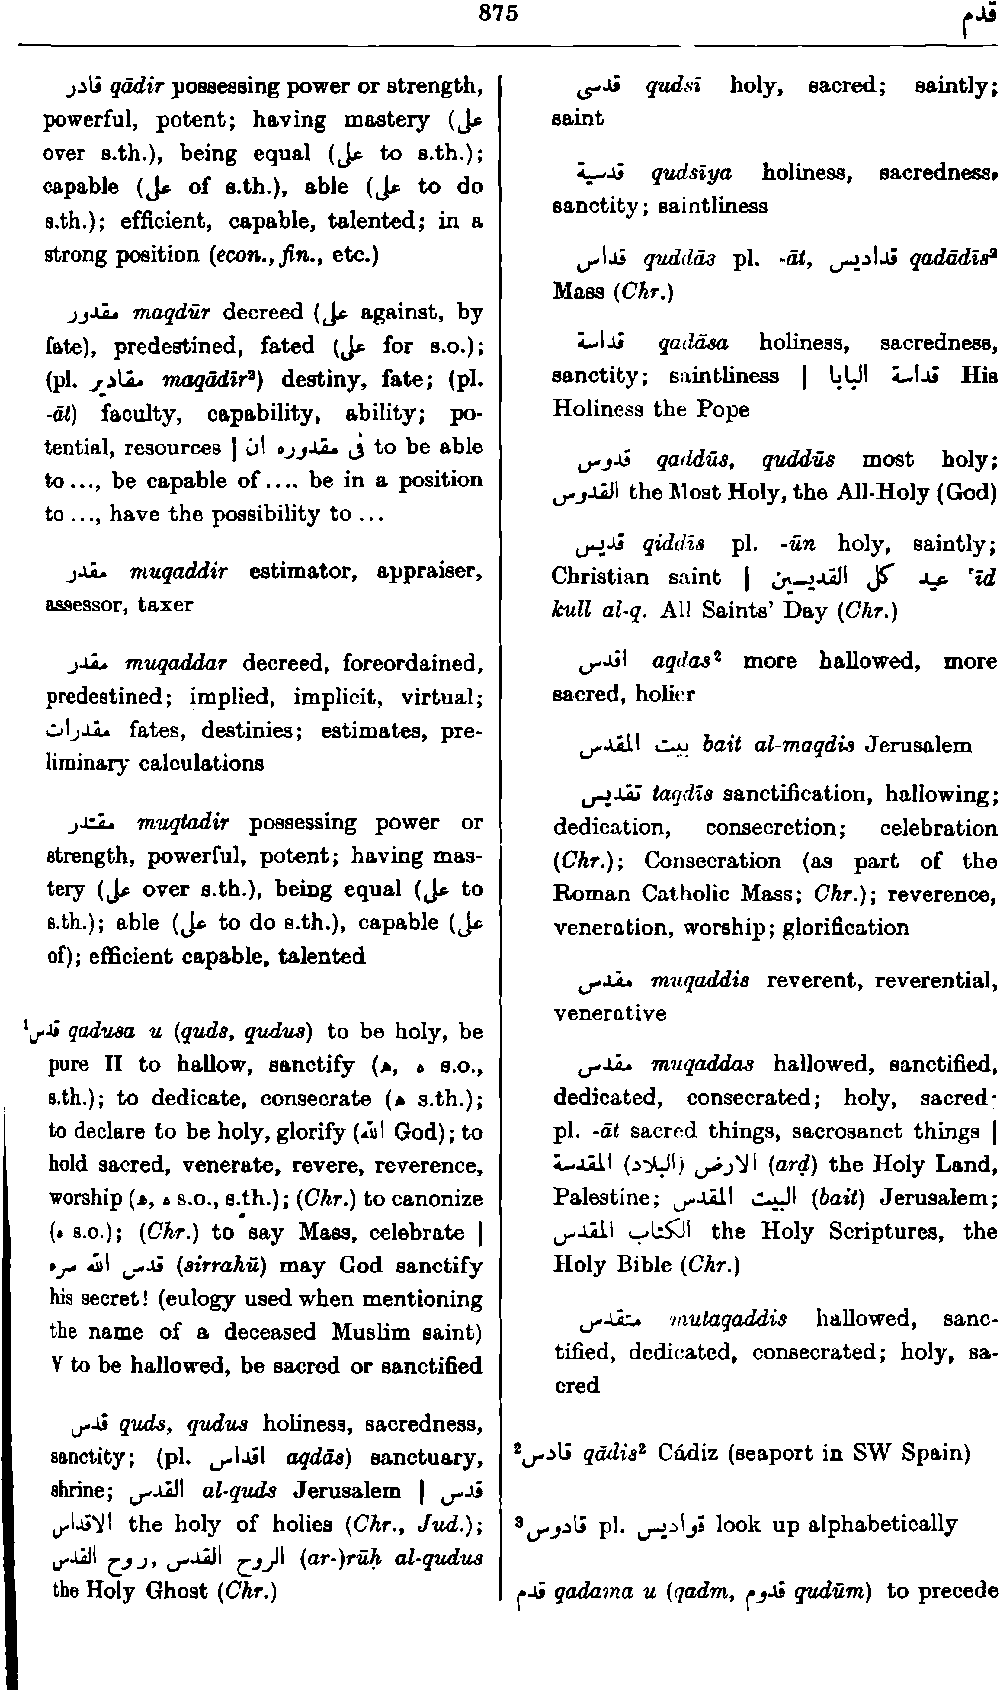 875
قدم
قادر qādir possessing power or strength,
powerful, potent; having mastery (على
over s.th.), being equal (على to s.th.);
capable (على of s.th.), able (على to do
s.th.); efficient, capable, talented; in a
strong position (econ., fin., etc.)
مقدور maqdūr decreed (على against, by
fate), predestined, fated (على for s.o.);
(pl. مقادير maqādīr²) destiny, fate; (pl.
-āt) faculty, capability, ability; po-
tential, resources | فى مقدوره ان to be able
to ..., be capable of .... be in a position
to ..., have the possibility to ...
مقدر muqaddir estimator, appraiser,
assessor, taxer
مقدر muqaddar decreed, foreordained,
predestined; implied, implicit, virtual;
مقدرات fates, destinies; estimates, pre-
liminary calculations
مقتدر muqtadir possessing power or
strength, powerful, potent; having mas-
tery (على over s.th.), being equal (على to
s.th.); able (على to do s.th.), capable (على
of); efficient capable, talented
¹قدس qadusa u (quds, qudus) to be holy, be
pure II to hallow, sanctify (ه, ه s.o.,
s.th.); to dedicate, consecrate (ه s.th.);
to declare to be holy, glorify (الله God); to
hold sacred, venerate, revere, reverence,
worship (ه, ه s.o., s.th.); (Chr.) to canonize
(ه s.o.); (Chr.) to say Mass, celebrate |
قدس الله سره (sirrahū) may God sanctify
his secret! (eulogy used when mentioning
the name of a deceased Muslim saint)
V to be hallowed, be sacred or sanctified
قدس quds, qudus holiness, sacredness,
sanctity; (pl. اقداس aqdās) sanctuary,
shrine; القدس al-quds Jerusalem | قدس
الاقداس the holy of holies (Chr., Jud.);
الروح القدس, روح القدس (ar-)rūḥ al-qudus
the Holy Ghost (Chr.)
قدسى qudsī holy, sacred; saintly;
saint
قدسية qudsīya holiness, sacredness,
sanctity; saintliness
قداس quddās pl. -āt, قداديس qadādīs²
Mass (Chr.)
قداسة qadāsa holiness, sacredness,
sanctity; saintliness | قداسة البابا His
Holiness the Pope
قدوس qaddūs, quddūs most holy;
القدوس the Most Holy, the All-Holy (God)
قديس qiddīs pl. -ūn holy, saintly;
Christian saint | عيد كل القديسين ʿīd
kull al-q. All Saints' Day (Chr.)
اقدس aqdas² more hallowed, more
sacred, holier
بيت المقدس bait al-maqdis Jerusalem
تقديس taqdīs sanctification, hallowing;
dedication, consecretion; celebration
(Chr.); Consecration (as part of the
Roman Catholic Mass; Chr.); reverence,
veneration, worship; glorification
مقدس muqaddis reverent, reverential,
venerative
مقدس muqaddas hallowed, sanctified,
dedicated, consecrated; holy, sacred;
pl. -āt sacred things, sacrosanct things |
الارض (البلاد) المقدسة (arḍ) the Holy Land,
Palestine; البيت المقدس (bait) Jerusalem;
الكتاب المقدس the Holy Scriptures, the
Holy Bible (Chr.)
متقدس mutaqaddis hallowed, sanc-
tified, dedicated, consecrated; holy, sa-
cred
²قادس qādis² Cádiz (seaport in SW Spain)
³قادوس pl. قواديس look up alphabetically
قدم qadama u (qadm, قدوم qudūm) to precede